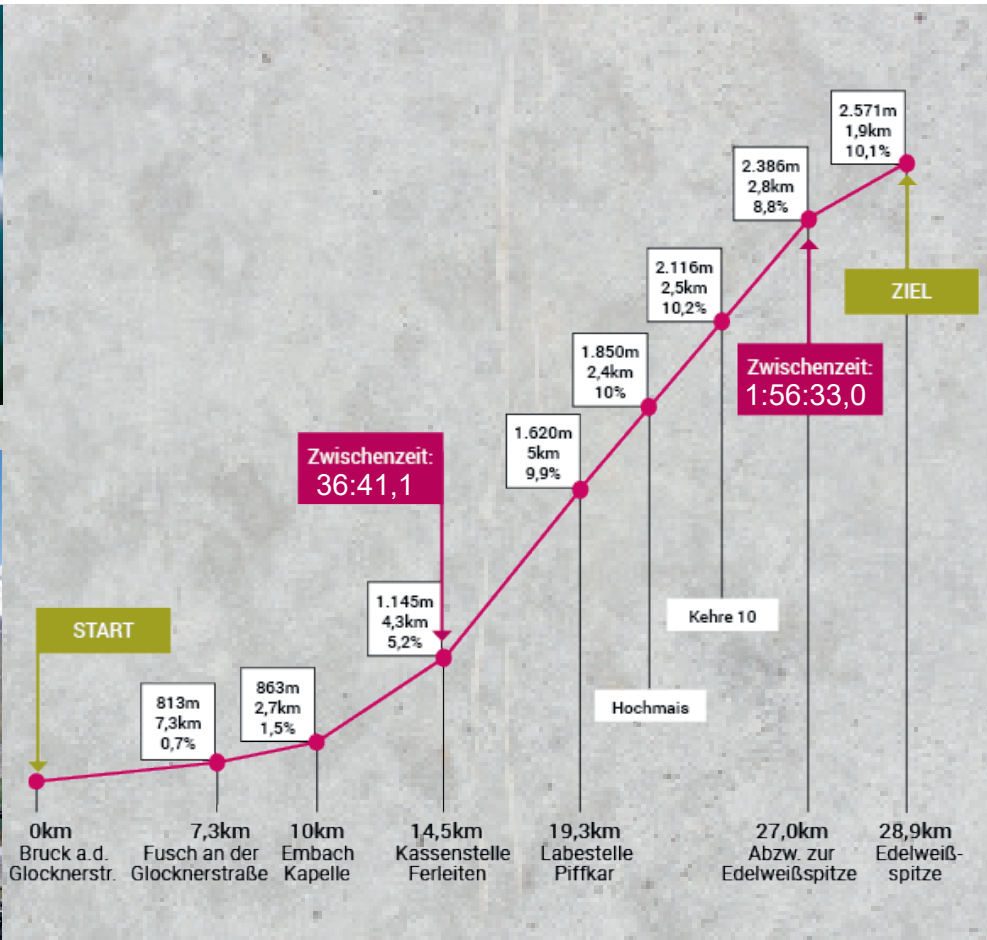 2.571m
1,9km
10,1%
2.386m
2,8km
8,8%
ZIEL
2.116m
2,5km
10,2%
1.850m
2,4km
10%
Zwischenzeit:
1:56:33,0
1.620m
5km
9,9%
Zwischenzeit:
36:41,1
1.145m
4,3km
5,2%
Kehre 10
START
863m
2,7km
1,5%
813m
7,3km
0,7%
Hochmais
0km
Bruck a.d.
Glocknerstr.
7,3km
Fusch an der
Glocknerstraße
10km
Embach
Kapelle
14,5km
Kassenstelle
Ferleiten
19,3km
Labestelle
Piffkar
27,0km
Abzw. zur
Edelweißspitze
28,9km
Edelweiß-
spitze